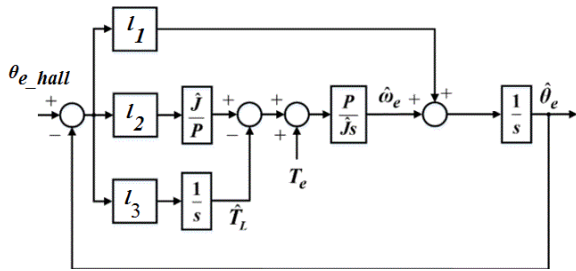 l1
θe_hall
+
−
l2
Ĵ
P
+
−
+
+
P
Ĵs
ω̂e
+
+
1
s
θ̂e
Te
l3
1
s
T̂L